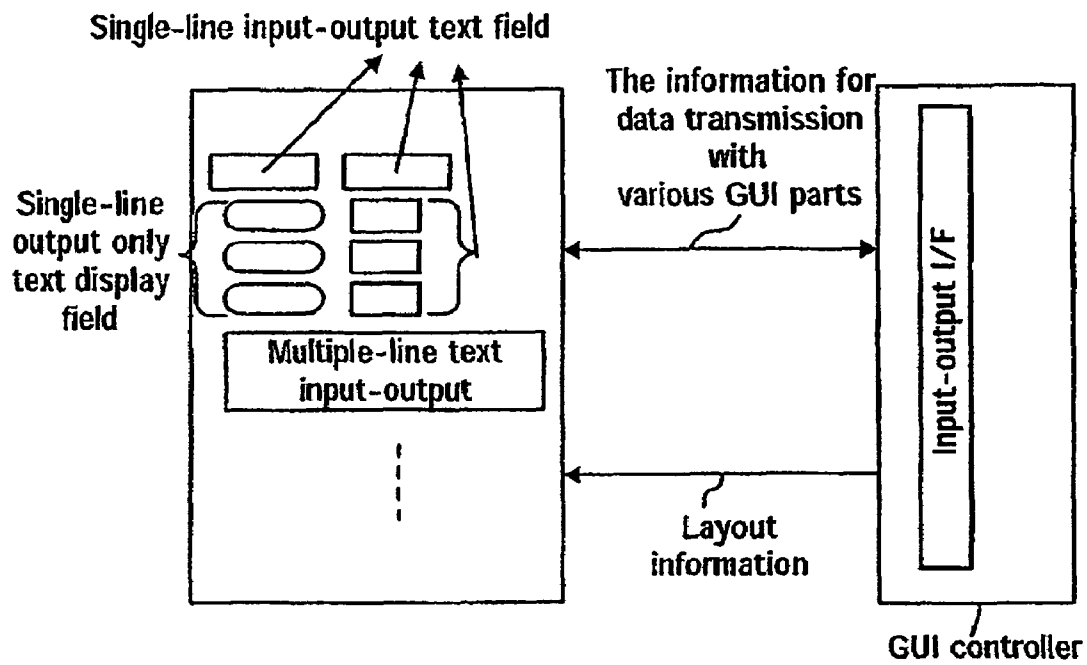 Single-line input-output text field
The information for
data transmission
with
various GUI parts
Single-line
output only
text display
field
Multiple-line text
input-output
Input-output I/F
Layout
information
GUI controller